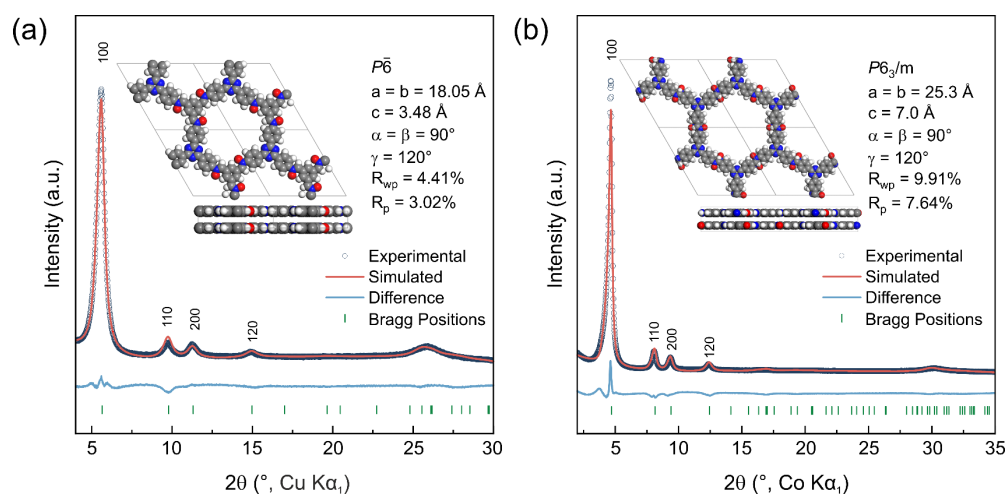 (a)
100
P6̄
a = b = 18.05 Å
c = 3.48 Å
α = β = 90°
γ = 120°
Rwp = 4.41%
Rp = 3.02%
Experimental
Simulated
Difference
Bragg Positions
110
200
120
Intensity (a.u.)
5 10 15 20 25 30
2θ (°, Cu Kα₁)
(b)
100
P6₃/m
a = b = 25.3 Å
c = 7.0 Å
α = β = 90°
γ = 120°
Rwp = 9.91%
Rp = 7.64%
Experimental
Simulated
Difference
Bragg Positions
110
200
120
Intensity (a.u.)
5 10 15 20 25 30 35
2θ (°, Co Kα₁)